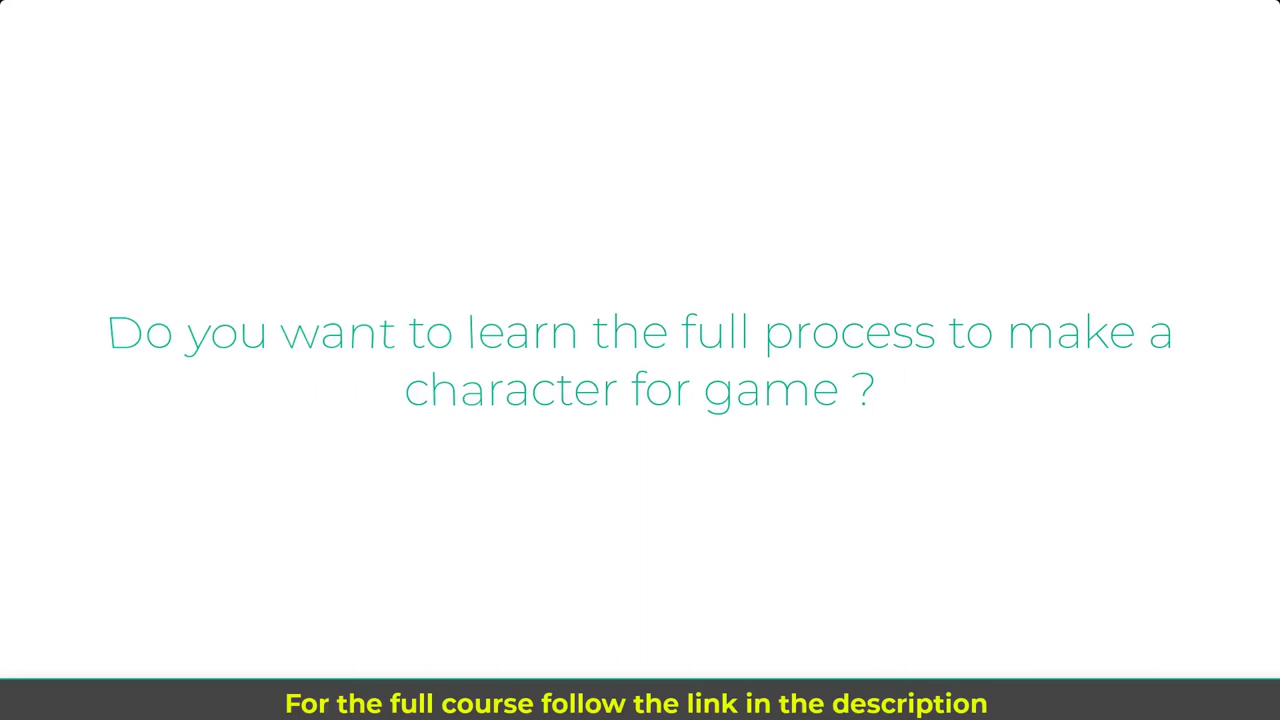 Do you want to learn the full process to make a
character for game ?
For the full course follow the link in the description